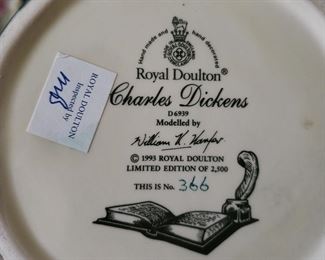 Hand made and hand decorated
Royal Doulton®
Charles Dickens
D6939
Modelled by
William K. Harper
© 1993 ROYAL DOULTON
LIMITED EDITION OF 2,500
THIS IS No. 366
ROYAL DOULTON
Inspected by